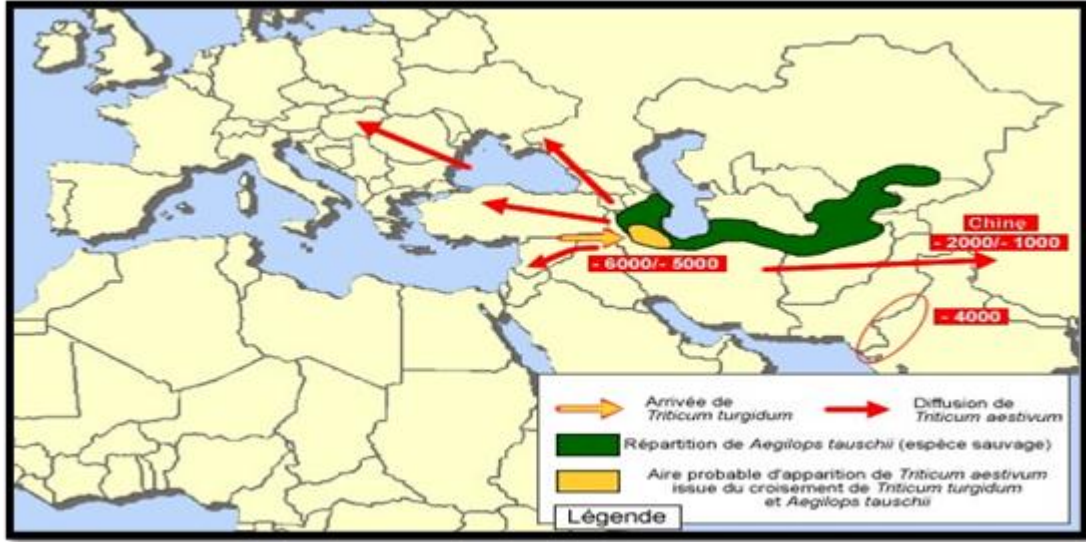 Chine
- 2000/- 1000
- 6000/- 5000
- 4000
Arrivée de
Triticum turgidum
Diffusion de
Triticum aestivum
Répartition de Aegilops tauschii (espèce sauvage)
Aire probable d'apparition de Triticum aestivum
issue du croisement de Triticum turgidum
et Aegilops tauschii
Légende